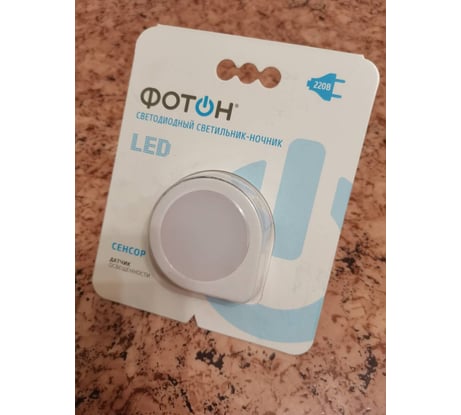 220В
ФОТОН®
СВЕТОДИОДНЫЙ СВЕТИЛЬНИК-НОЧНИК
LED
СЕНСОР
ДАТЧИК
ОСВЕЩЕННОСТИ